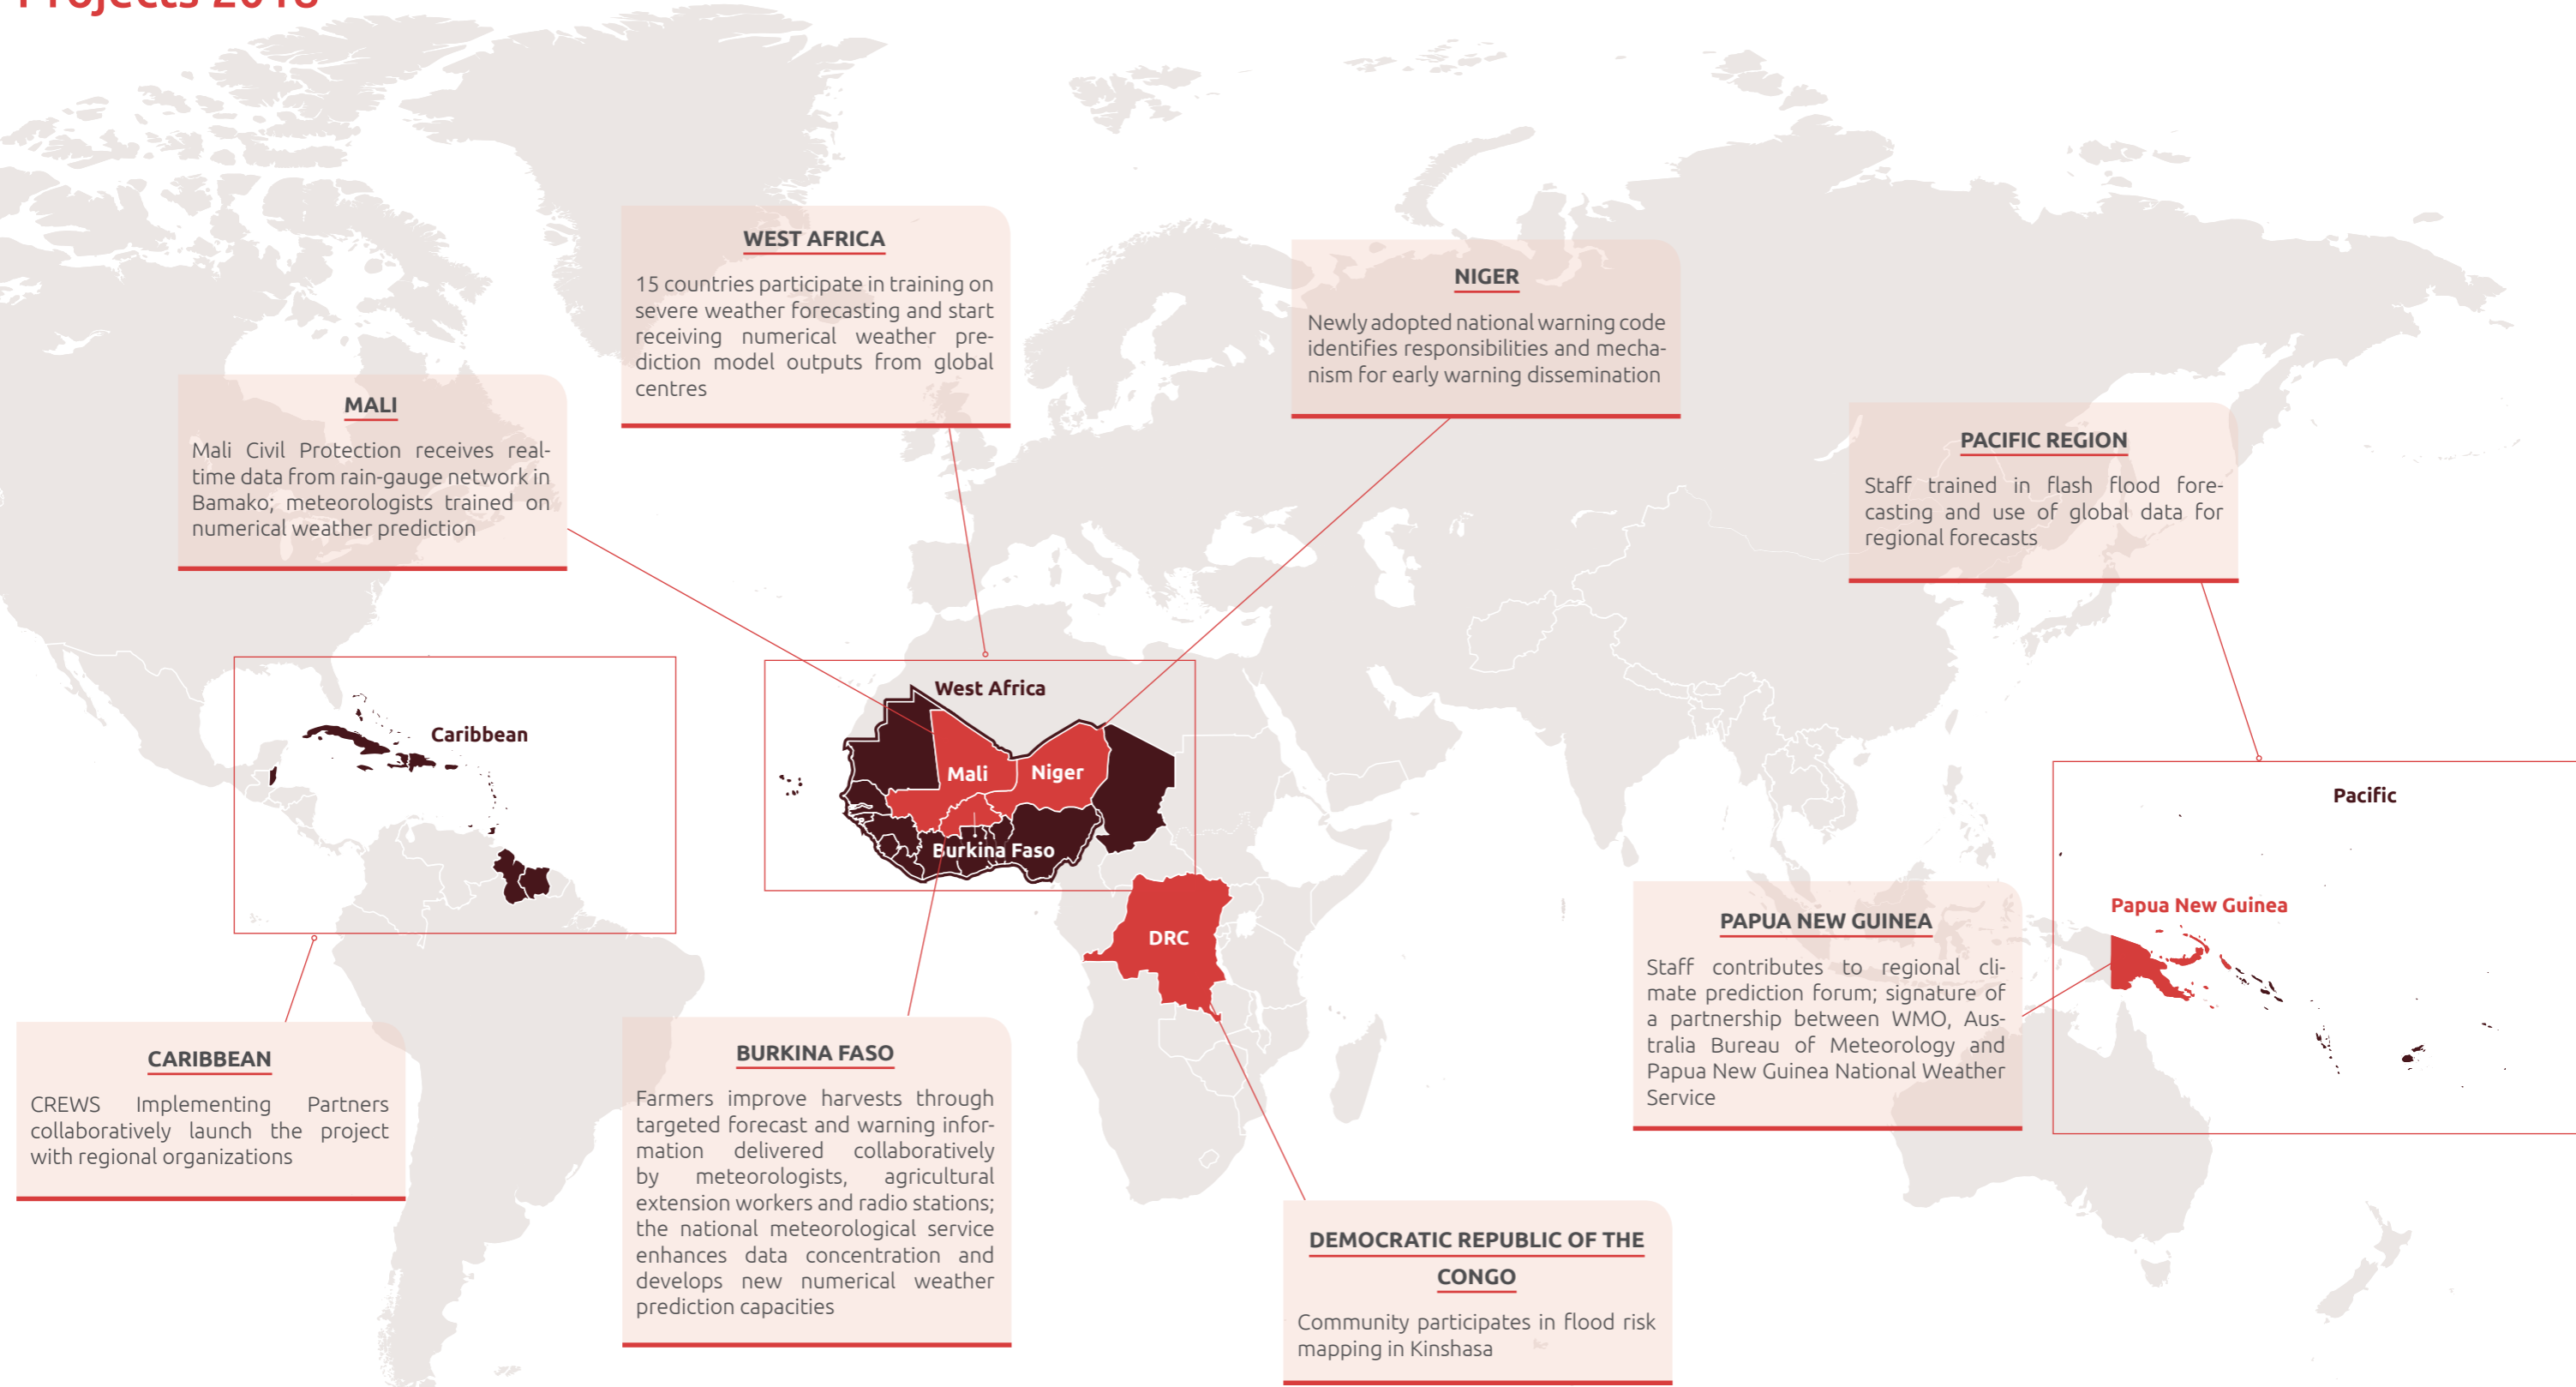 Projects 2018
WEST AFRICA
15 countries participate in training on
severe weather forecasting and start
receiving numerical weather pre-
diction model outputs from global
centres
NIGER
Newly adopted national warning code
identifies responsibilities and mecha-
nism for early warning dissemination
MALI
Mali Civil Protection receives real-
time data from rain-gauge network in
Bamako; meteorologists trained on
numerical weather prediction
PACIFIC REGION
Staff trained in flash flood fore-
casting and use of global data for
regional forecasts
Caribbean
West Africa
Mali
Niger
Burkina Faso
DRC
Pacific
Papua New Guinea
PAPUA NEW GUINEA
Staff contributes to regional cli-
mate prediction forum; signature of
a partnership between WMO, Aus-
tralia Bureau of Meteorology and
Papua New Guinea National Weather
Service
CARIBBEAN
CREWS Implementing Partners
collaboratively launch the project
with regional organizations
BURKINA FASO
Farmers improve harvests through
targeted forecast and warning infor-
mation delivered collaboratively
by meteorologists, agricultural
extension workers and radio stations;
the national meteorological service
enhances data concentration and
develops new numerical weather
prediction capacities
DEMOCRATIC REPUBLIC OF THE
CONGO
Community participates in flood risk
mapping in Kinshasa